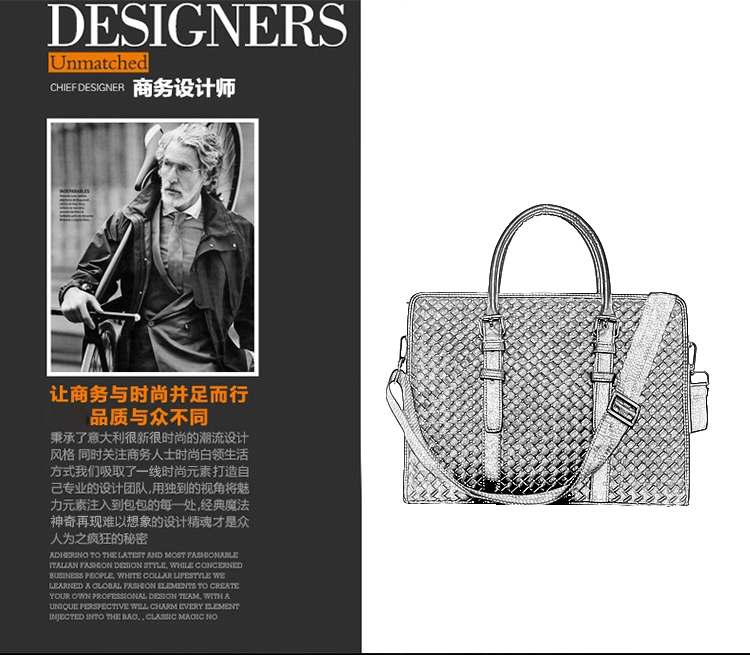 DESIGNERS
Unmatched
CHIEF DESIGNER 商务设计师
INSEPARABLES
让商务与时尚并足而行
品质与众不同
秉承了意大利很新很时尚的潮流设计
风格 同时关注商务人士时尚白领生活
方式我们吸取了一线时尚元素打造自
己专业的设计团队,用独到的视角将魅
力元素注入到包包的每一处,经典魔法
神奇再现难以想象的设计精魂才是众
人为之疯狂的秘密
ADHERING TO THE LATEST AND MOST FASHIONABLE
ITALIAN FASHION DESIGN STYLE, WHILE CONCERNED
BUSINESS PEOPLE, WHITE COLLAR LIFESTYLE WE
LEARNED A GLOBAL FASHION ELEMENTS TO CREATE
YOUR OWN PROFESSIONAL DESIGN TEAM, WITH A
UNIQUE PERSPECTIVE WILL CHARM EVERY ELEMENT
INJECTED INTO THE BAG, , CLASSIC MAGIC NO